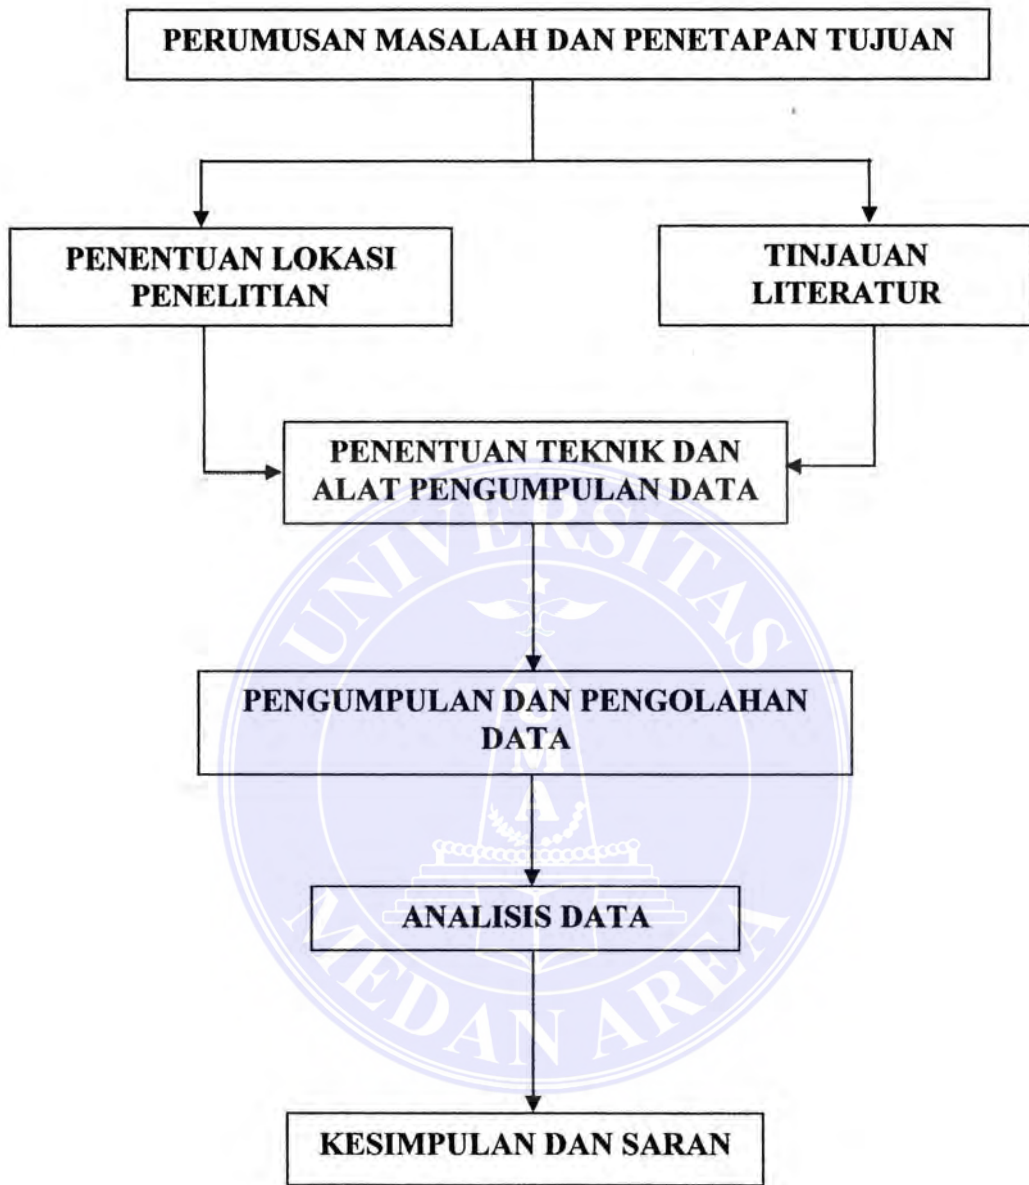 PERUMUSAN MASALAH DAN PENETAPAN TUJUAN
PENENTUAN LOKASI
PENELITIAN
TINJAUAN
LITERATUR
PENENTUAN TEKNIK DAN
ALAT PENGUMPULAN DATA
UNIVERSITAS
PENGUMPULAN DAN PENGOLAHAN
DATA
U
M
A
ANALISIS DATA
MEDAN AREA
KESIMPULAN DAN SARAN